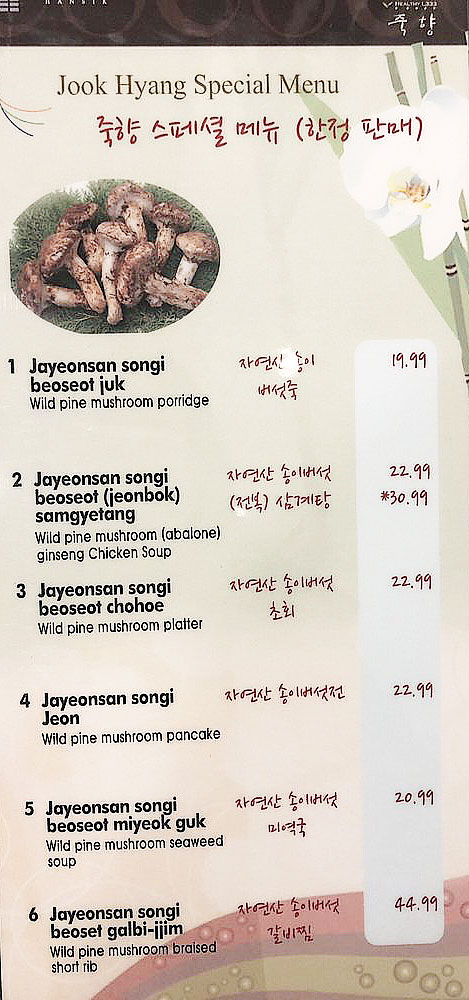 HANSIK
죽 향
Jook Hyang Special Menu
죽향 스페셜 메뉴 (한정 판매)
1 Jayeonsan songi 자연산 송이 19.99
beoseot juk 버섯죽
Wild pine mushroom porridge
2 Jayeonsan songi 자연산 송이버섯 22.99
beoseot (jeonbok) (전복) 삼계탕 *30.99
samgyetang
Wild pine mushroom (abalone)
ginseng Chicken Soup
3 Jayeonsan songi 자연산 송이버섯 22.99
beoseot chohoe 초회
Wild pine mushroom platter
4 Jayeonsan songi 자연산 송이버섯전 22.99
Jeon
Wild pine mushroom pancake
5 Jayeonsan songi 자연산 송이버섯 20.99
beoseot miyeok guk 미역국
Wild pine mushroom seaweed
soup
6 Jayeonsan songi 자연산 송이버섯 44.99
beoset galbi-jjim 갈비찜
Wild pine mushroom braised
short rib